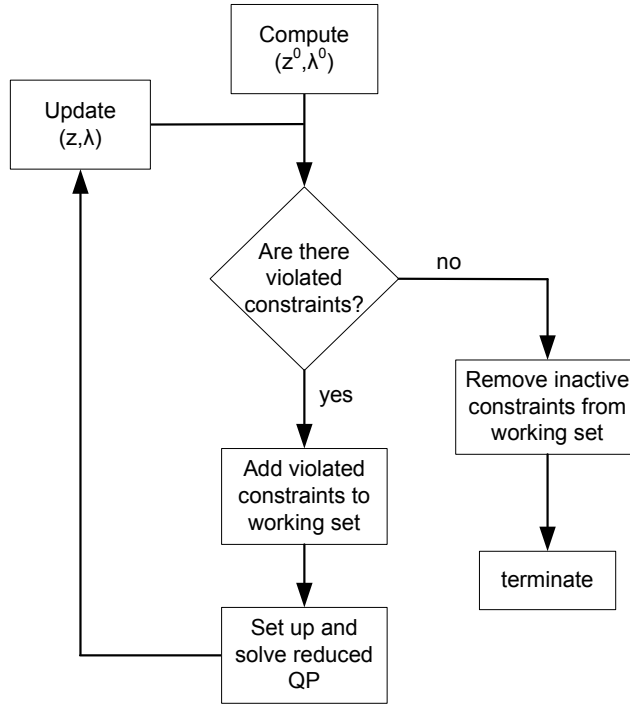 Compute
(z⁰,λ⁰)
Update
(z,λ)
Are there
violated
constraints?
no
yes
Remove inactive
constraints from
working set
Add violated
constraints to
working set
terminate
Set up and
solve reduced
QP